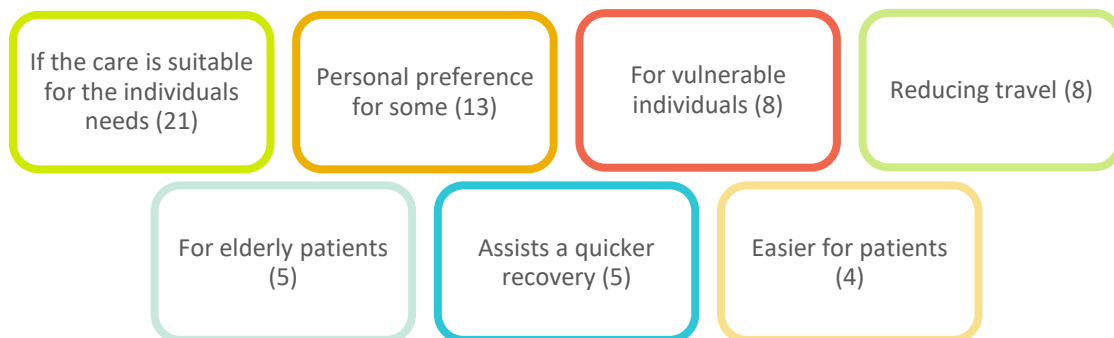 If the care is suitable
for the individuals
needs (21)
Personal preference
for some (13)
For vulnerable
individuals (8)
Reducing travel (8)
For elderly patients
(5)
Assists a quicker
recovery (5)
Easier for patients
(4)